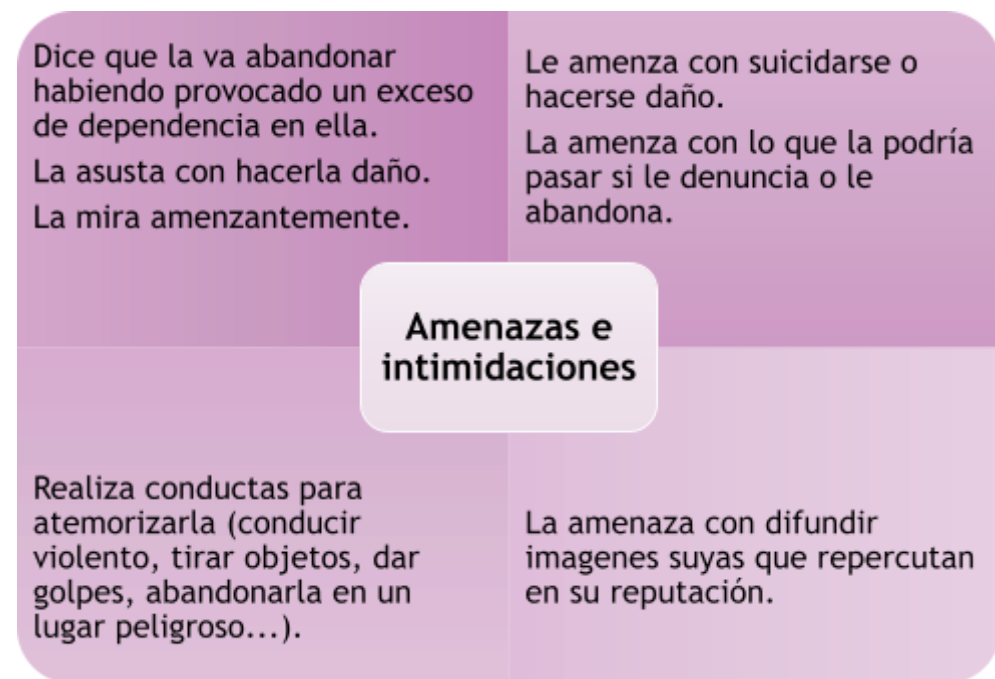 Dice que la va abandonar
habiendo provocado un exceso
de dependencia en ella.
La asusta con hacerla daño.
La mira amenzantemente.
Le amenza con suicidarse o
hacerse daño.
La amenza con lo que la podría
pasar si le denuncia o le
abandona.
Amenazas e
intimidaciones
Realiza conductas para
atemorizarla (conducir
violento, tirar objetos, dar
golpes, abandonarla en un
lugar peligroso...).
La amenaza con difundir
imagenes suyas que repercutan
en su reputación.